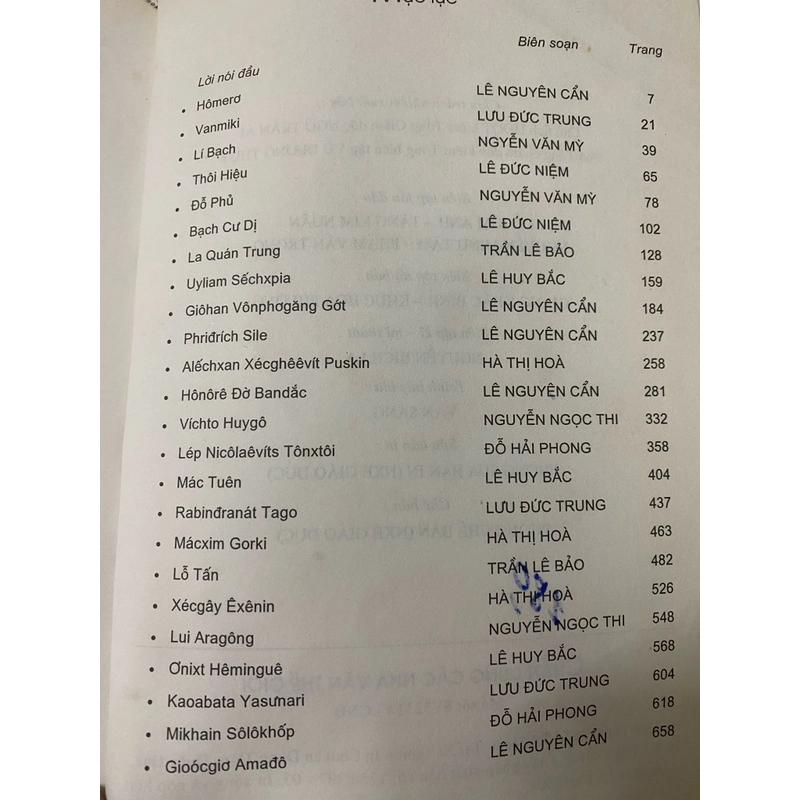 Biên soạn Trang
Lời nói đầu
• Hômerơ LÊ NGUYÊN CẨN 7
• Vanmiki LƯU ĐỨC TRUNG 21
• Lí Bạch NGYỄN VĂN MỲ 39
• Thôi Hiệu LÊ ĐỨC NIỆM 65
• Đỗ Phủ NGUYỄN VĂN MỲ 78
• Bạch Cư Dị LÊ ĐỨC NIỆM 102
• La Quán Trung TRẦN LÊ BẢO 128
• Uyliam Sếchxpia LÊ HUY BẮC 159
• Giôhan Vônphơgăng Gớt LÊ NGUYÊN CẨN 184
• Phriđrích Sile LÊ NGUYÊN CẨN 237
• Alếchxan Xécghêêvít Puskin HÀ THỊ HOÀ 258
• Hônôrê Đờ Bandắc LÊ NGUYÊN CẨN 281
• Víchto Huygô NGUYỄN NGỌC THI 332
• Lép Nicôlaêvíts Tônxtôi ĐỖ HẢI PHONG 358
• Mác Tuên LÊ HUY BẮC 404
• Rabinđranát Tago LƯU ĐỨC TRUNG 437
• Mácxim Gorki HÀ THỊ HOÀ 463
• Lỗ Tấn TRẦN LÊ BẢO 482
• Xécgây Êxênin HÀ THỊ HOÀ 526
• Lui Aragông NGUYỄN NGỌC THI 548
• Ơnixt Hêminguê LÊ HUY BẮC 568
• Kaoabata Yasưnari LƯU ĐỨC TRUNG 604
• Mikhain Sôlôkhốp ĐỖ HẢI PHONG 618
• Gioócgiơ Amađô LÊ NGUYÊN CẨN 658